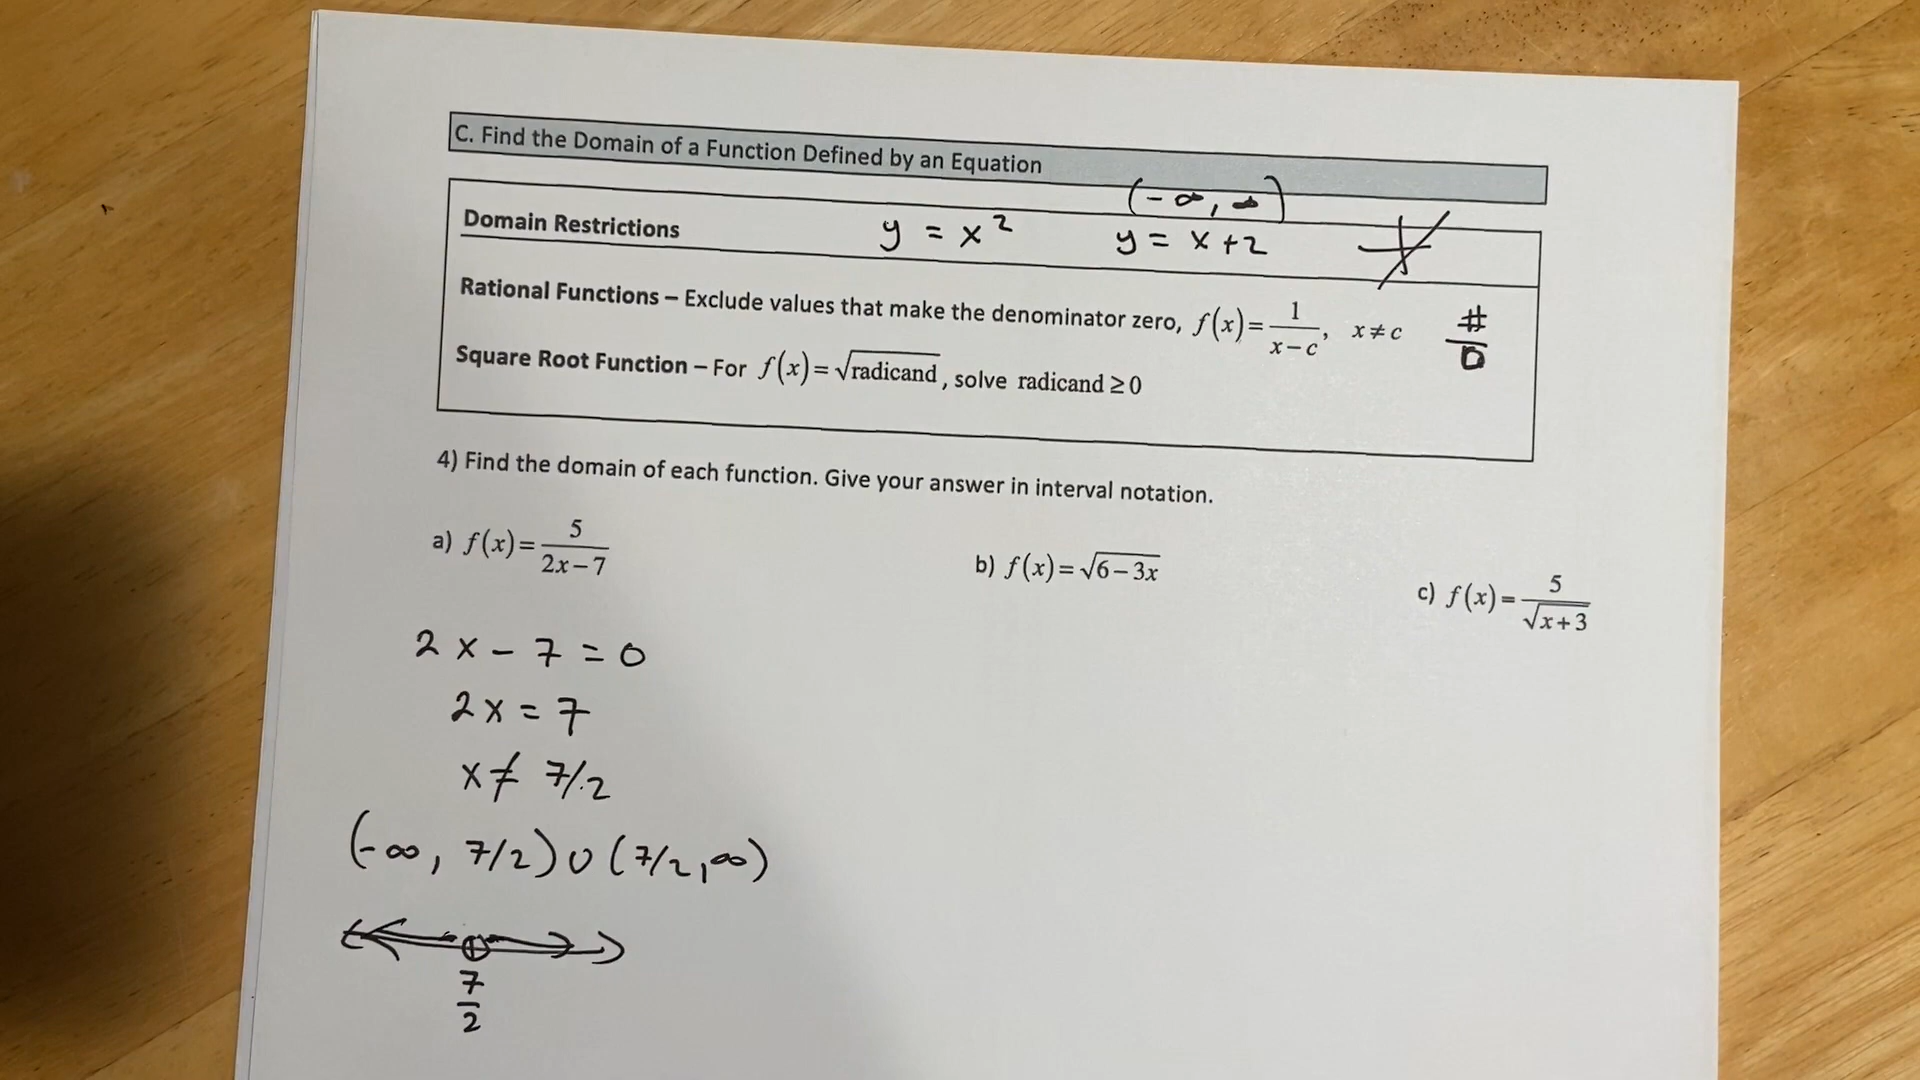 C. Find the Domain of a Function Defined by an Equation
(-∞, ∞)
Domain Restrictions y = x² y = x+2
Rational Functions – Exclude values that make the denominator zero, f(x)=1/(x−c), x≠c #/0
Square Root Function – For f(x)=√radicand, solve radicand ≥0
4) Find the domain of each function. Give your answer in interval notation.
a) f(x)=5/(2x−7)
b) f(x)=√(6−3x)
c) f(x)=5/√(x+3)
2x − 7 = 0
2x = 7
x ≠ 7/2
(-∞, 7/2) ∪ (7/2, ∞)
7/2